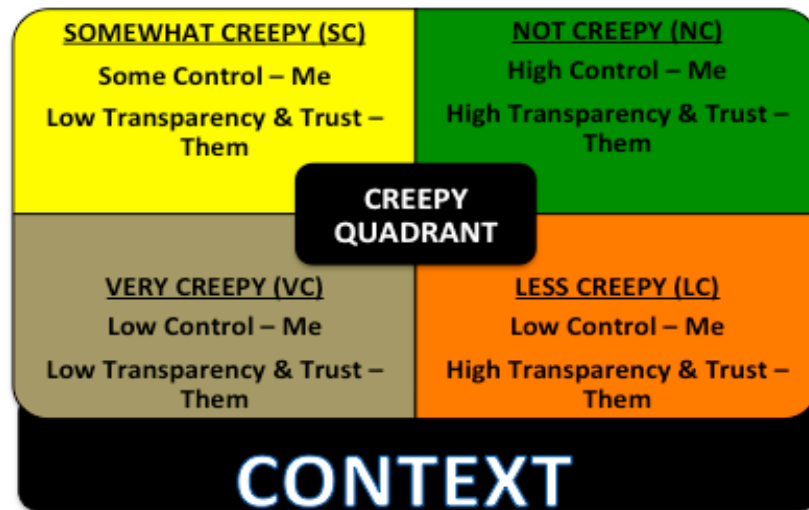 SOMEWHAT CREEPY (SC)
Some Control – Me
Low Transparency & Trust –
Them
NOT CREEPY (NC)
High Control – Me
High Transparency & Trust –
Them
CREEPY
QUADRANT
VERY CREEPY (VC)
Low Control – Me
Low Transparency & Trust –
Them
LESS CREEPY (LC)
Low Control – Me
High Transparency & Trust –
Them
CONTEXT